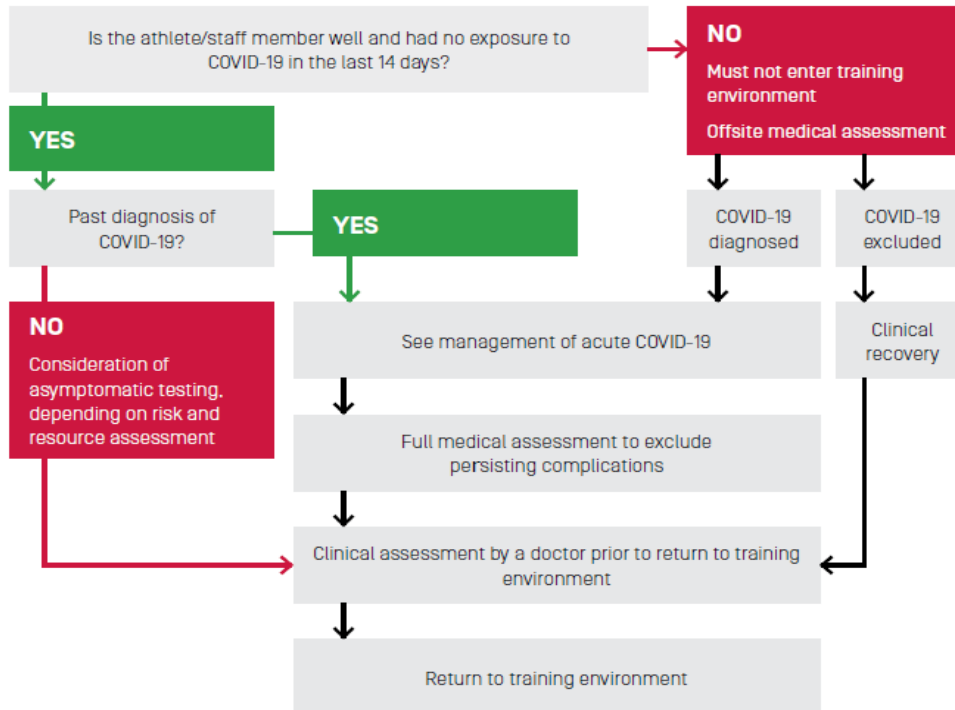 Is the athlete/staff member well and had no exposure to
COVID-19 in the last 14 days?
NO
Must not enter training
environment
Offsite medical assessment
YES
Past diagnosis of
COVID-19?
YES
COVID-19
diagnosed
COVID-19
excluded
NO
Consideration of
asymptomatic testing,
depending on risk and
resource assessment
See management of acute COVID-19
Clinical
recovery
Full medical assessment to exclude
persisting complications
Clinical assessment by a doctor prior to return to training
environment
Return to training environment